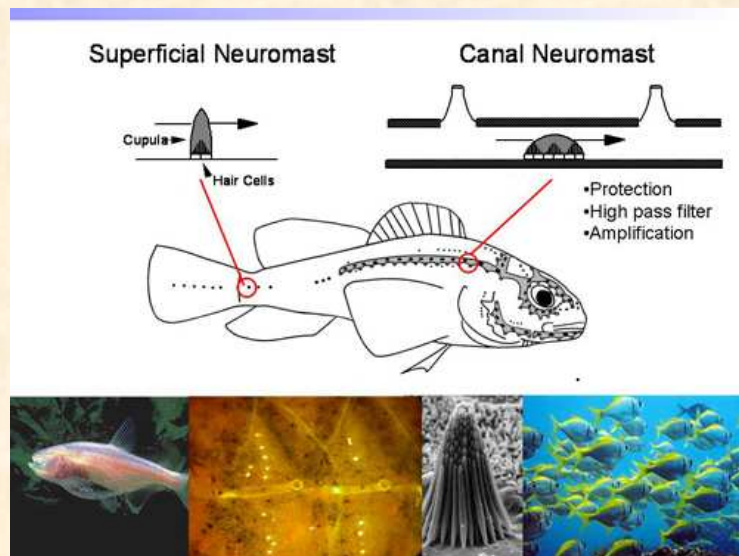 Superficial Neuromast
Canal Neuromast
Cupula
Hair Cells
•Protection
•High pass filter
•Amplification